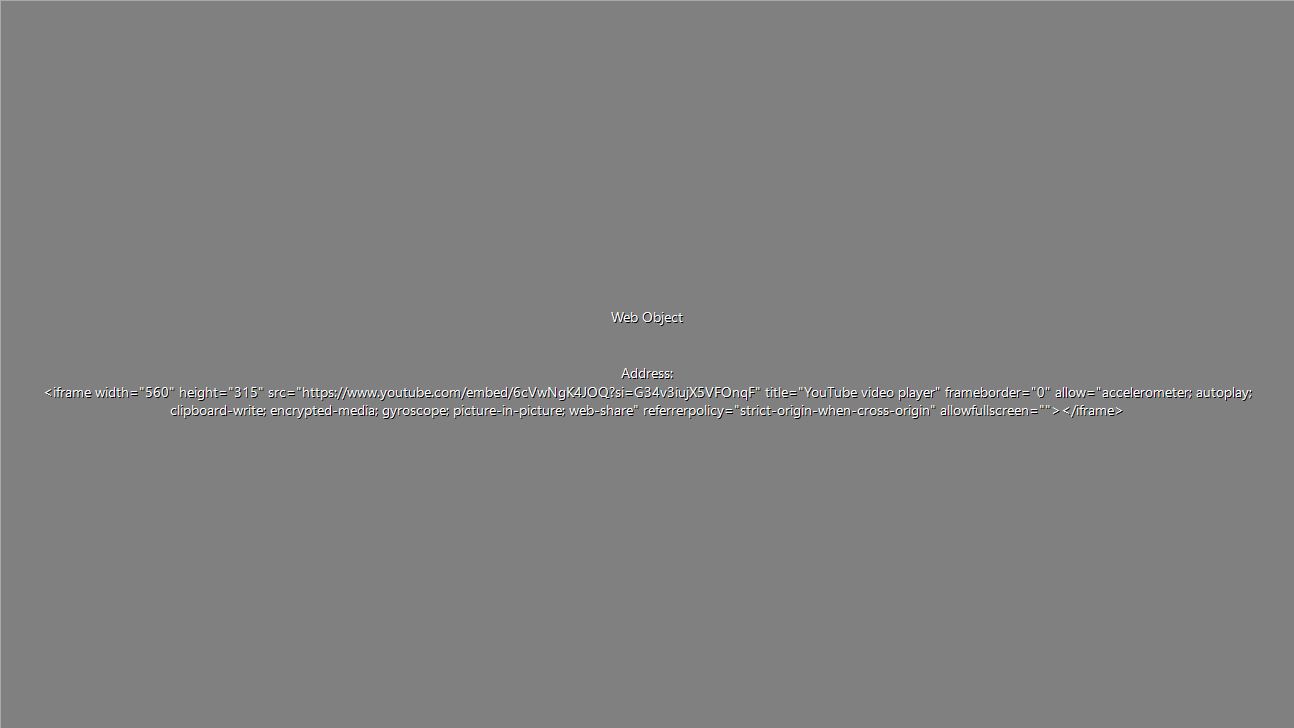 Web Object
Address:
<iframe width="560" height="315" src="https://www.youtube.com/embed/6cVwNgK4JOQ?si=G34v3iujX5VFOnqF" title="YouTube video player" frameborder="0" allow="accelerometer; autoplay;
clipboard-write; encrypted-media; gyroscope; picture-in-picture; web-share" referrerpolicy="strict-origin-when-cross-origin" allowfullscreen=""></iframe>